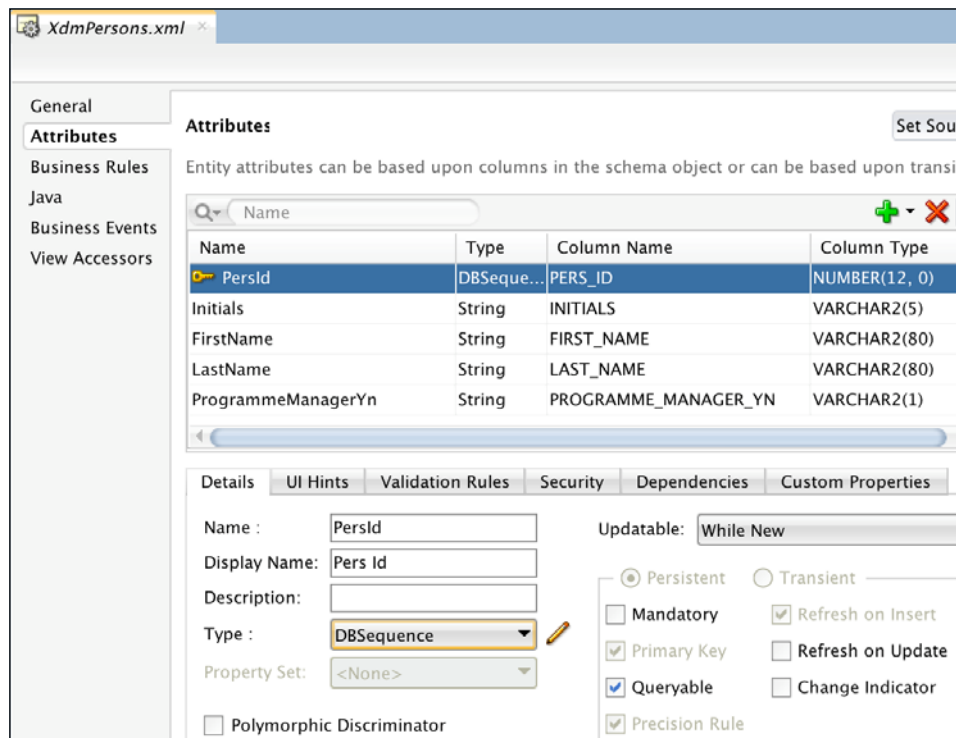 XdmPersons.xml
General
Attributes
Business Rules
Java
Business Events
View Accessors
Attributes
Set Sou
Entity attributes can be based upon columns in the schema object or can be based upon transi
Name
Name Type Column Name Column Type
PersId DBSeque... PERS_ID NUMBER(12, 0)
Initials String INITIALS VARCHAR2(5)
FirstName String FIRST_NAME VARCHAR2(80)
LastName String LAST_NAME VARCHAR2(80)
ProgrammeManagerYn String PROGRAMME_MANAGER_YN VARCHAR2(1)
Details UI Hints Validation Rules Security Dependencies Custom Properties
Name : PersId
Updatable: While New
Display Name: Pers Id
Persistent Transient
Description:
Mandatory Refresh on Insert
Type : DBSequence
Primary Key Refresh on Update
Property Set: <None>
Queryable Change Indicator
Polymorphic Discriminator
Precision Rule